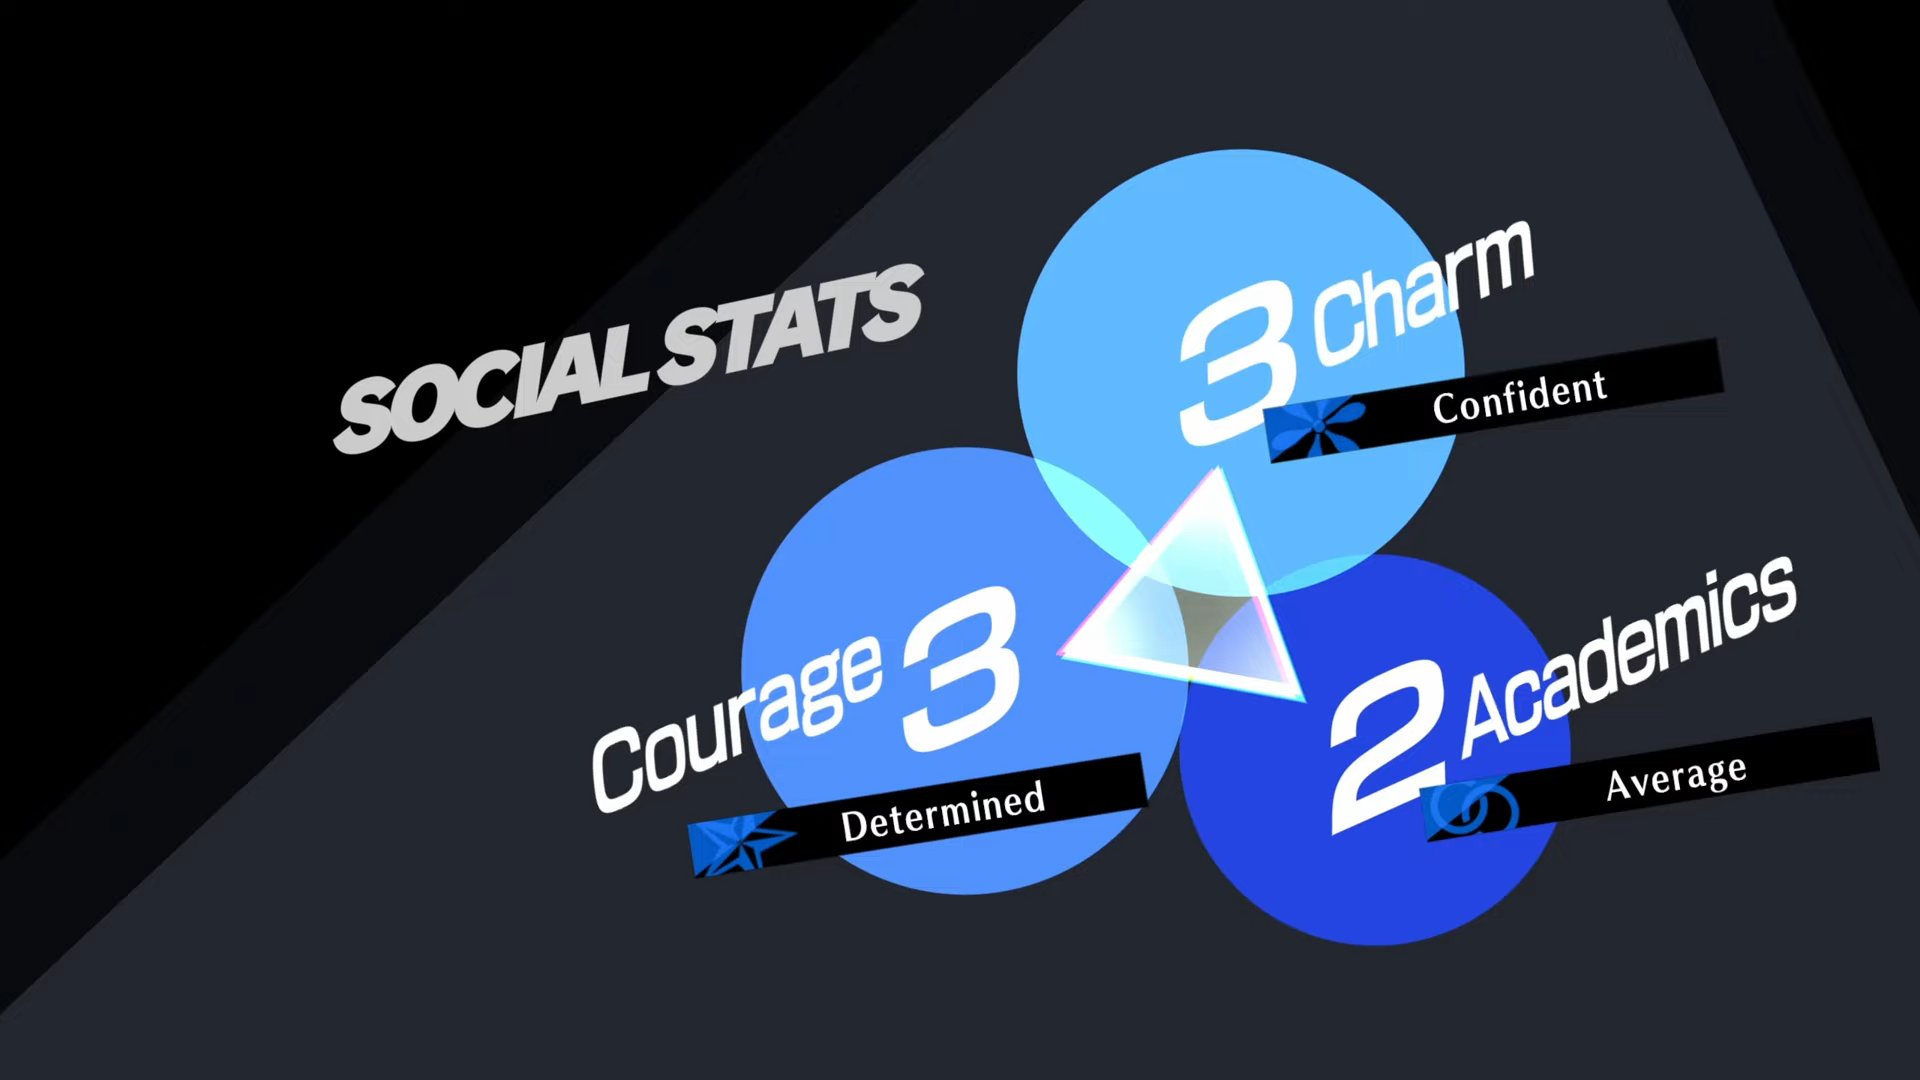 SOCIAL STATS
3 Charm
Confident
Courage 3
Determined
2 Academics
Average